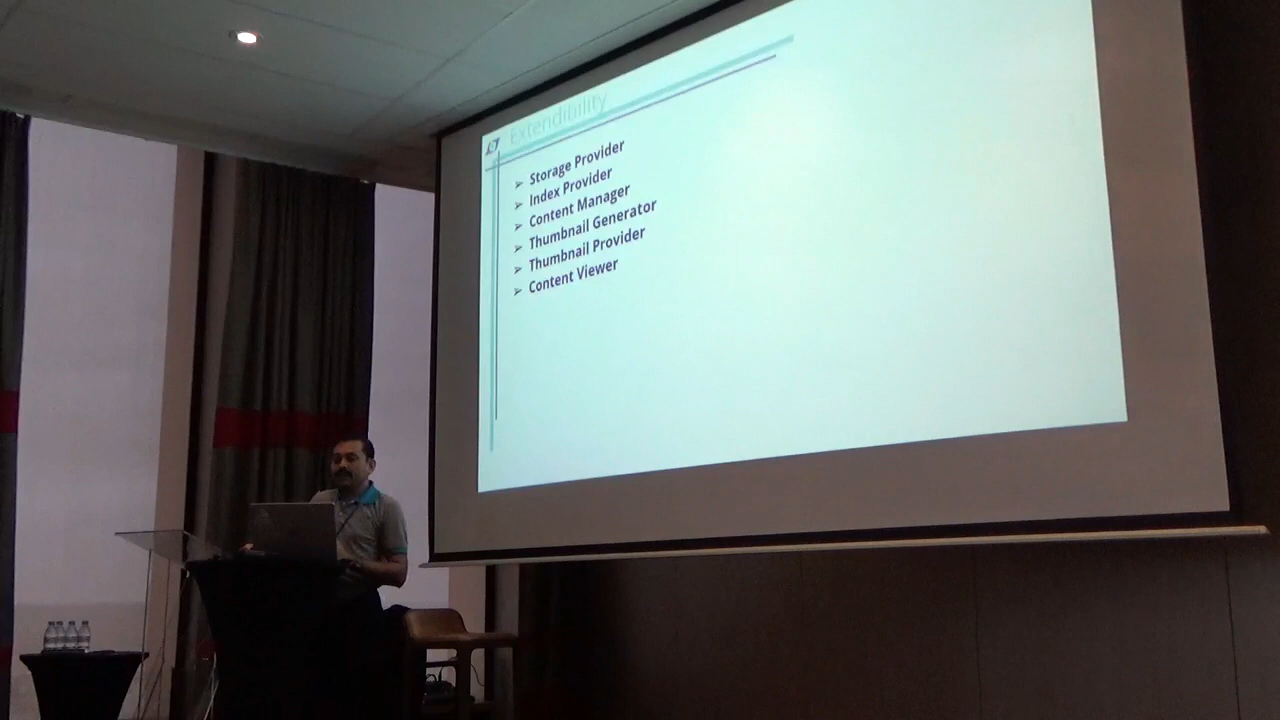 Extendibility
➢ Storage Provider
➢ Index Provider
➢ Content Manager
➢ Thumbnail Generator
➢ Thumbnail Provider
➢ Content Viewer